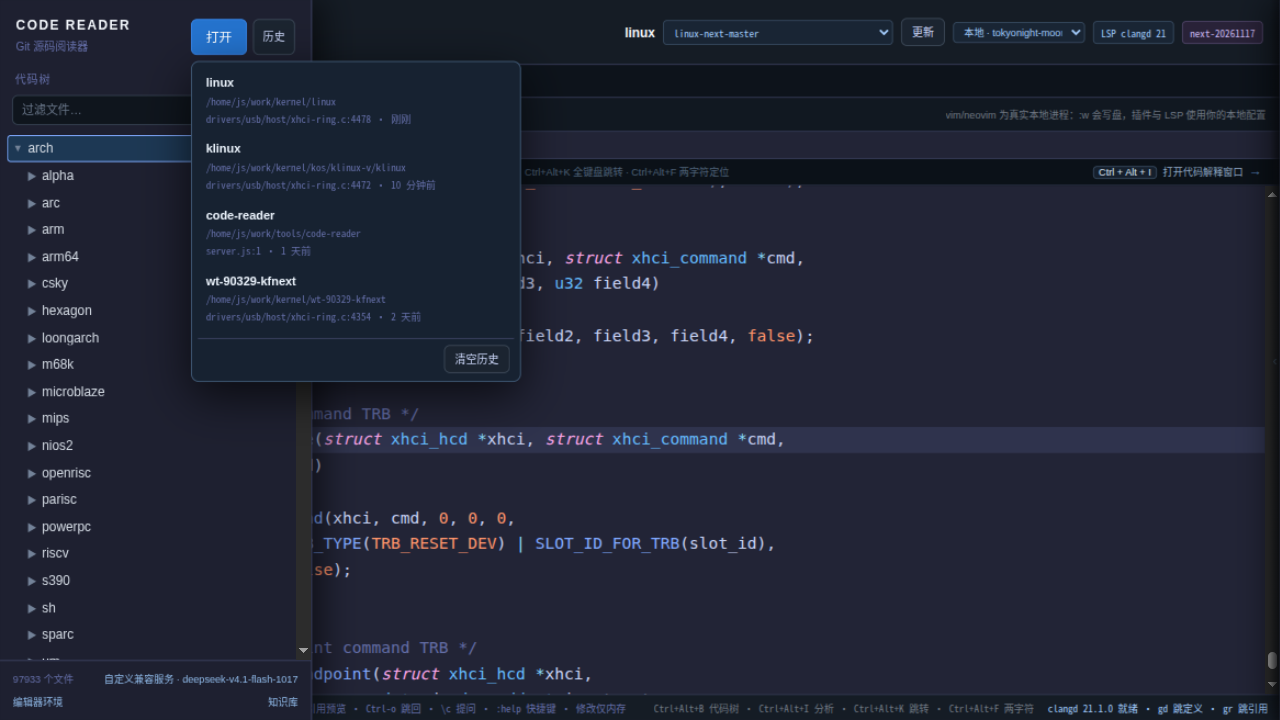 CODE READER
Git 源码阅读器
打开
历史
linux
linux-next-master
更新
本地 · tokyonight-moon
LSP clangd 21
next-20261117
代码树
过滤文件…
vim/neovim 为真实本地进程：:w 会写盘，插件与 LSP 使用你的本地配置
linux
/home/js/work/kernel/linux
drivers/usb/host/xhci-ring.c:4478 · 刚刚
klinux
/home/js/work/kernel/kos/klinux-v/klinux
drivers/usb/host/xhci-ring.c:4472 · 10 分钟前
code-reader
/home/js/work/tools/code-reader
server.js:1 · 1 天前
wt-90329-kfnext
/home/js/work/kernel/wt-90329-kfnext
drivers/usb/host/xhci-ring.c:4354 · 2 天前
清空历史
▾ arch
▶ alpha
▶ arc
▶ arm
▶ arm64
▶ csky
▶ hexagon
▶ loongarch
▶ m68k
▶ microblaze
▶ mips
▶ nios2
▶ openrisc
▶ parisc
▶ powerpc
▶ riscv
▶ s390
▶ sh
▶ sparc
Ctrl+Alt+K 全键盘跳转 · Ctrl+Alt+F 两字符定位
Ctrl + Alt + I 打开代码解释窗口 →
hci, struct xhci_command *cmd,
d3, u32 field4)
field2, field3, field4, false);
mand TRB */
(struct xhci_hcd *xhci, struct xhci_command *cmd,
)
d(xhci, cmd, 0, 0, 0,
_TYPE(TRB_RESET_DEV) | SLOT_ID_FOR_TRB(slot_id),
se);
nt command TRB */
dpoint(struct xhci_hcd *xhci,
97933 个文件
自定义兼容服务 · deepseek-v4.1-flash-1017
编辑器环境
知识库
用预览 · Ctrl-o 跳回 · \c 提问 · :help 快捷键 · 修改仅内存
Ctrl+Alt+B 代码树 · Ctrl+Alt+I 分析 · Ctrl+Alt+K 跳转 · Ctrl+Alt+F 两字符
clangd 21.1.0 就绪 · gd 跳定义 · gr 跳引用